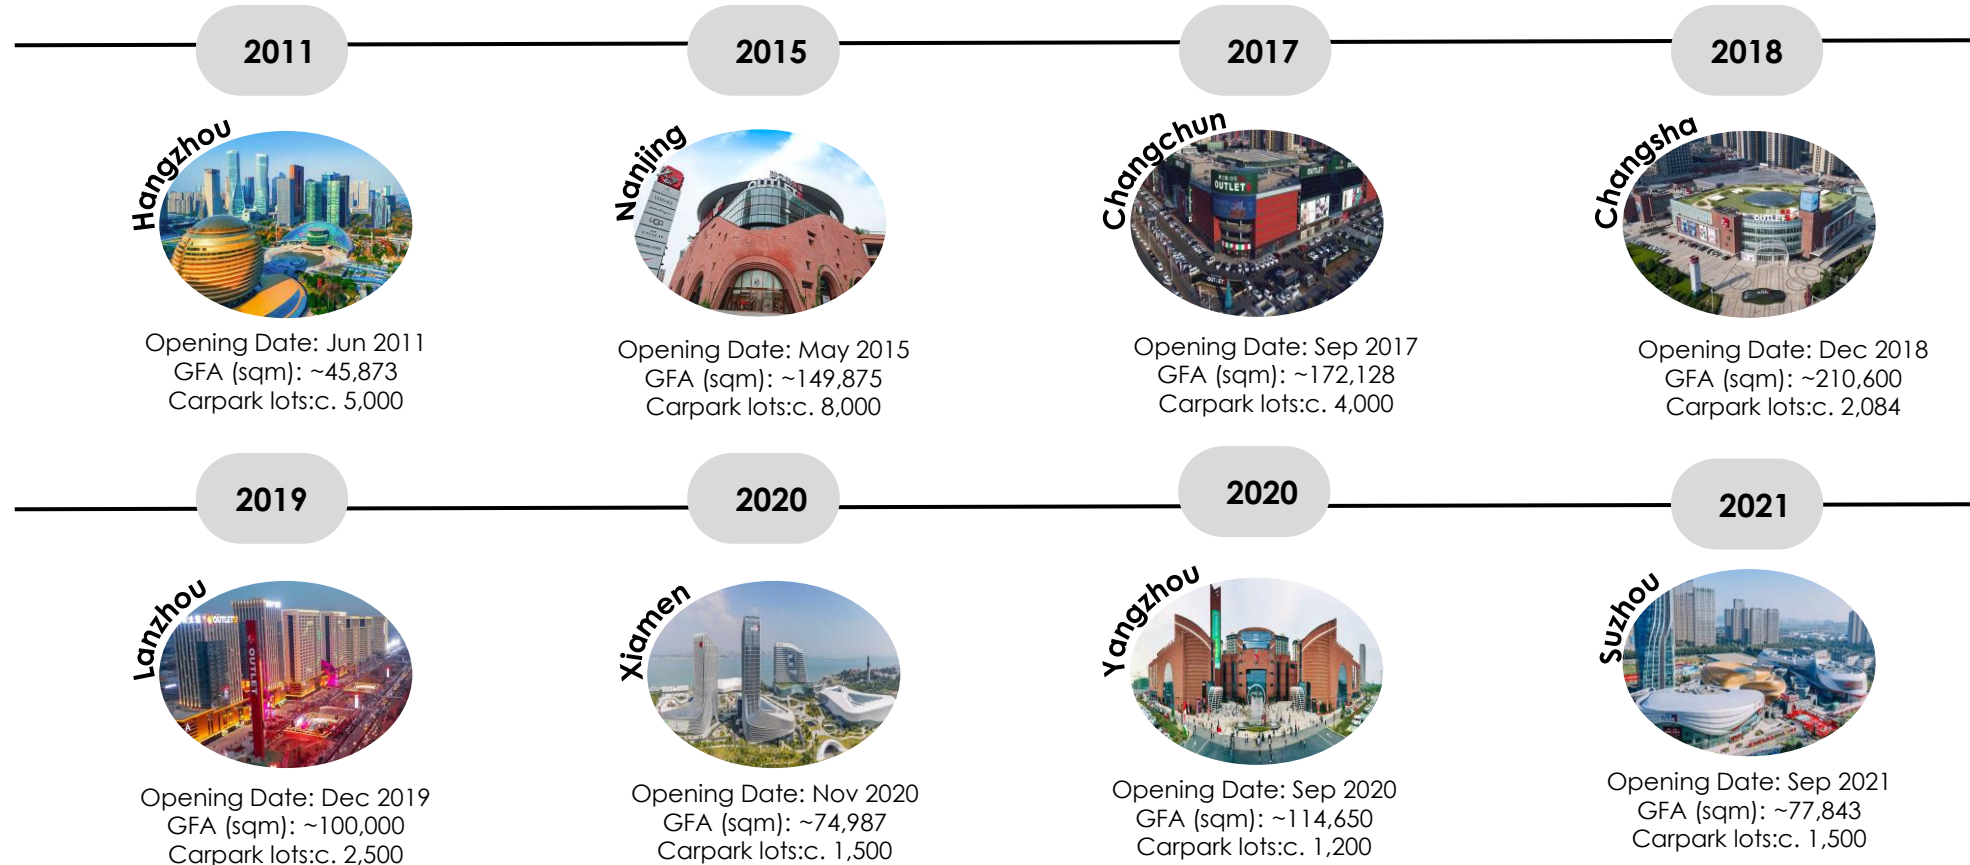 2011
2015
2017
2018
Hangzhou
Nanjing
Changchun
Changsha
OUTLET
OUTLET
OUTLET
Opening Date: Jun 2011
GFA (sqm): ~45,873
Carpark lots:c. 5,000
Opening Date: May 2015
GFA (sqm): ~149,875
Carpark lots:c. 8,000
Opening Date: Sep 2017
GFA (sqm): ~172,128
Carpark lots:c. 4,000
Opening Date: Dec 2018
GFA (sqm): ~210,600
Carpark lots:c. 2,084
2019
2020
2020
2021
Lanzhou
Xiamen
Yangzhou
Suzhou
OUTLET
OUTLET
Opening Date: Dec 2019
GFA (sqm): ~100,000
Carpark lots:c. 2,500
Opening Date: Nov 2020
GFA (sqm): ~74,987
Carpark lots:c. 1,500
Opening Date: Sep 2020
GFA (sqm): ~114,650
Carpark lots:c. 1,200
Opening Date: Sep 2021
GFA (sqm): ~77,843
Carpark lots:c. 1,500